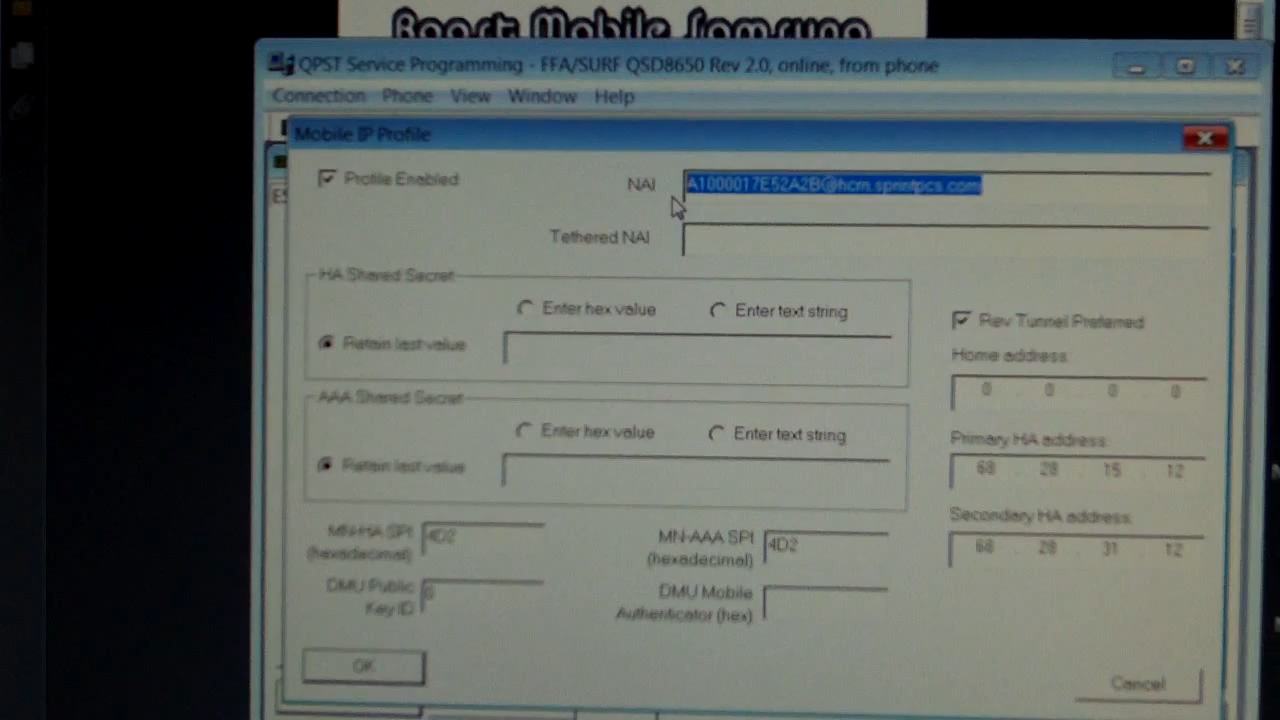 Boost Mobile Samsung
QPST Service Programming - FFA/SURF QSD8650 Rev 2.0, online, from phone
Connection Phone View Window Help
Mobile IP Profile
Profile Enabled
NAI A1000017E52A2B@hcm.sprintpcs.com
ES
Tethered NAI
HA Shared Secret
Enter hex value Enter text string
Retain last value
Rev Tunnel Preferred
Home address
0 . 0 . 0 . 0
AAA Shared Secret
Enter hex value Enter text string
Retain last value
Primary HA address:
68 . 28 . 15 . 12
Secondary HA address:
68 . 28 . 31 . 12
MN-HA SPI (hexadecimal) 4D2
MN-AAA SPI (hexadecimal) 4D2
DMU Public Key ID 0
DMU Mobile Authenticator (hex)
OK
Cancel